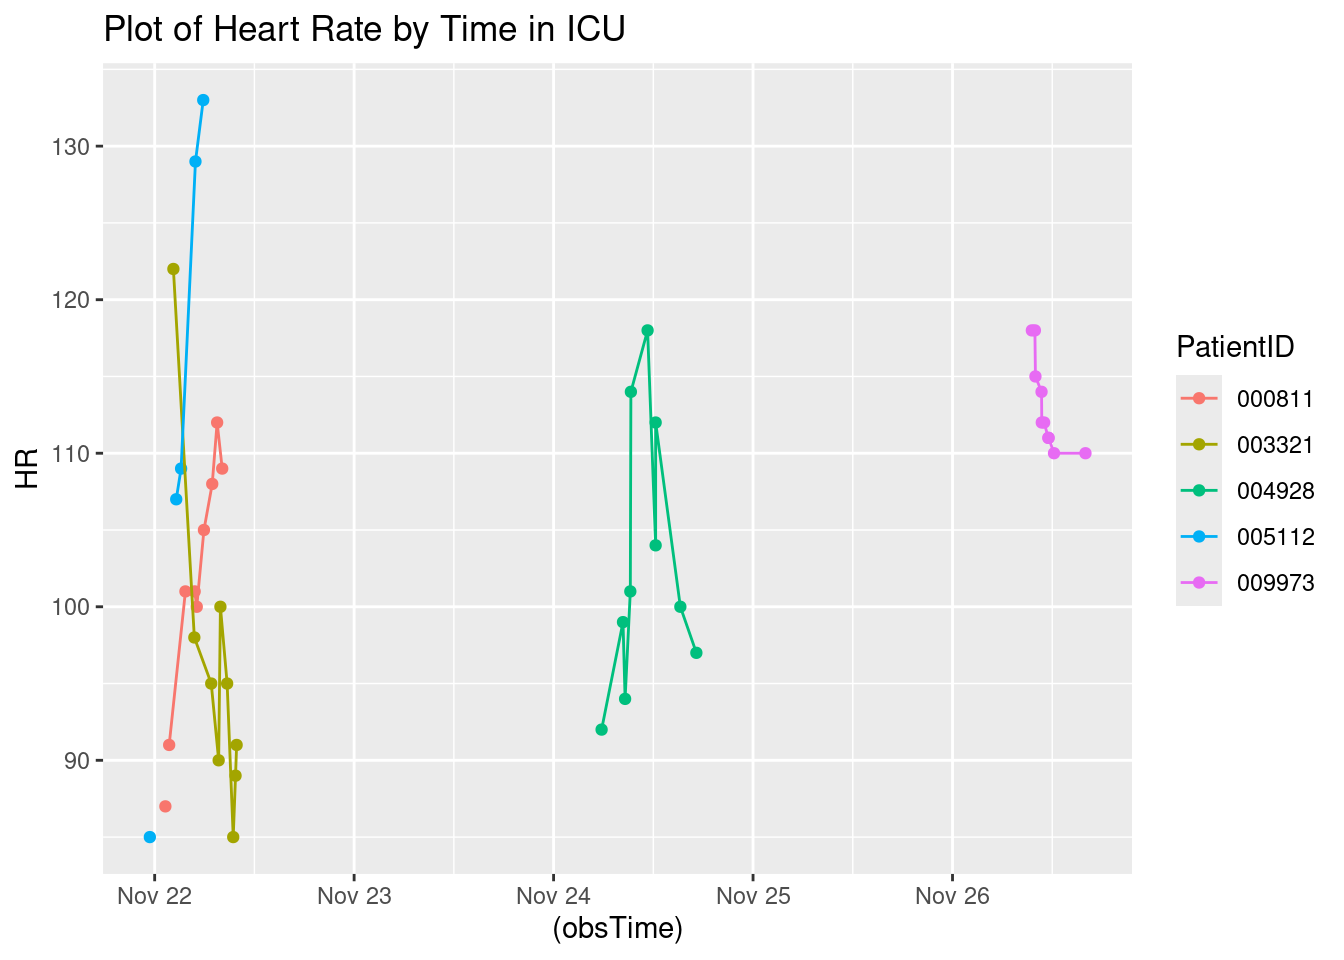 Plot of Heart Rate by Time in ICU
130
120
110
100
90
HR
Nov 22 Nov 23 Nov 24 Nov 25 Nov 26
(obsTime)
PatientID
000811
003321
004928
005112
009973